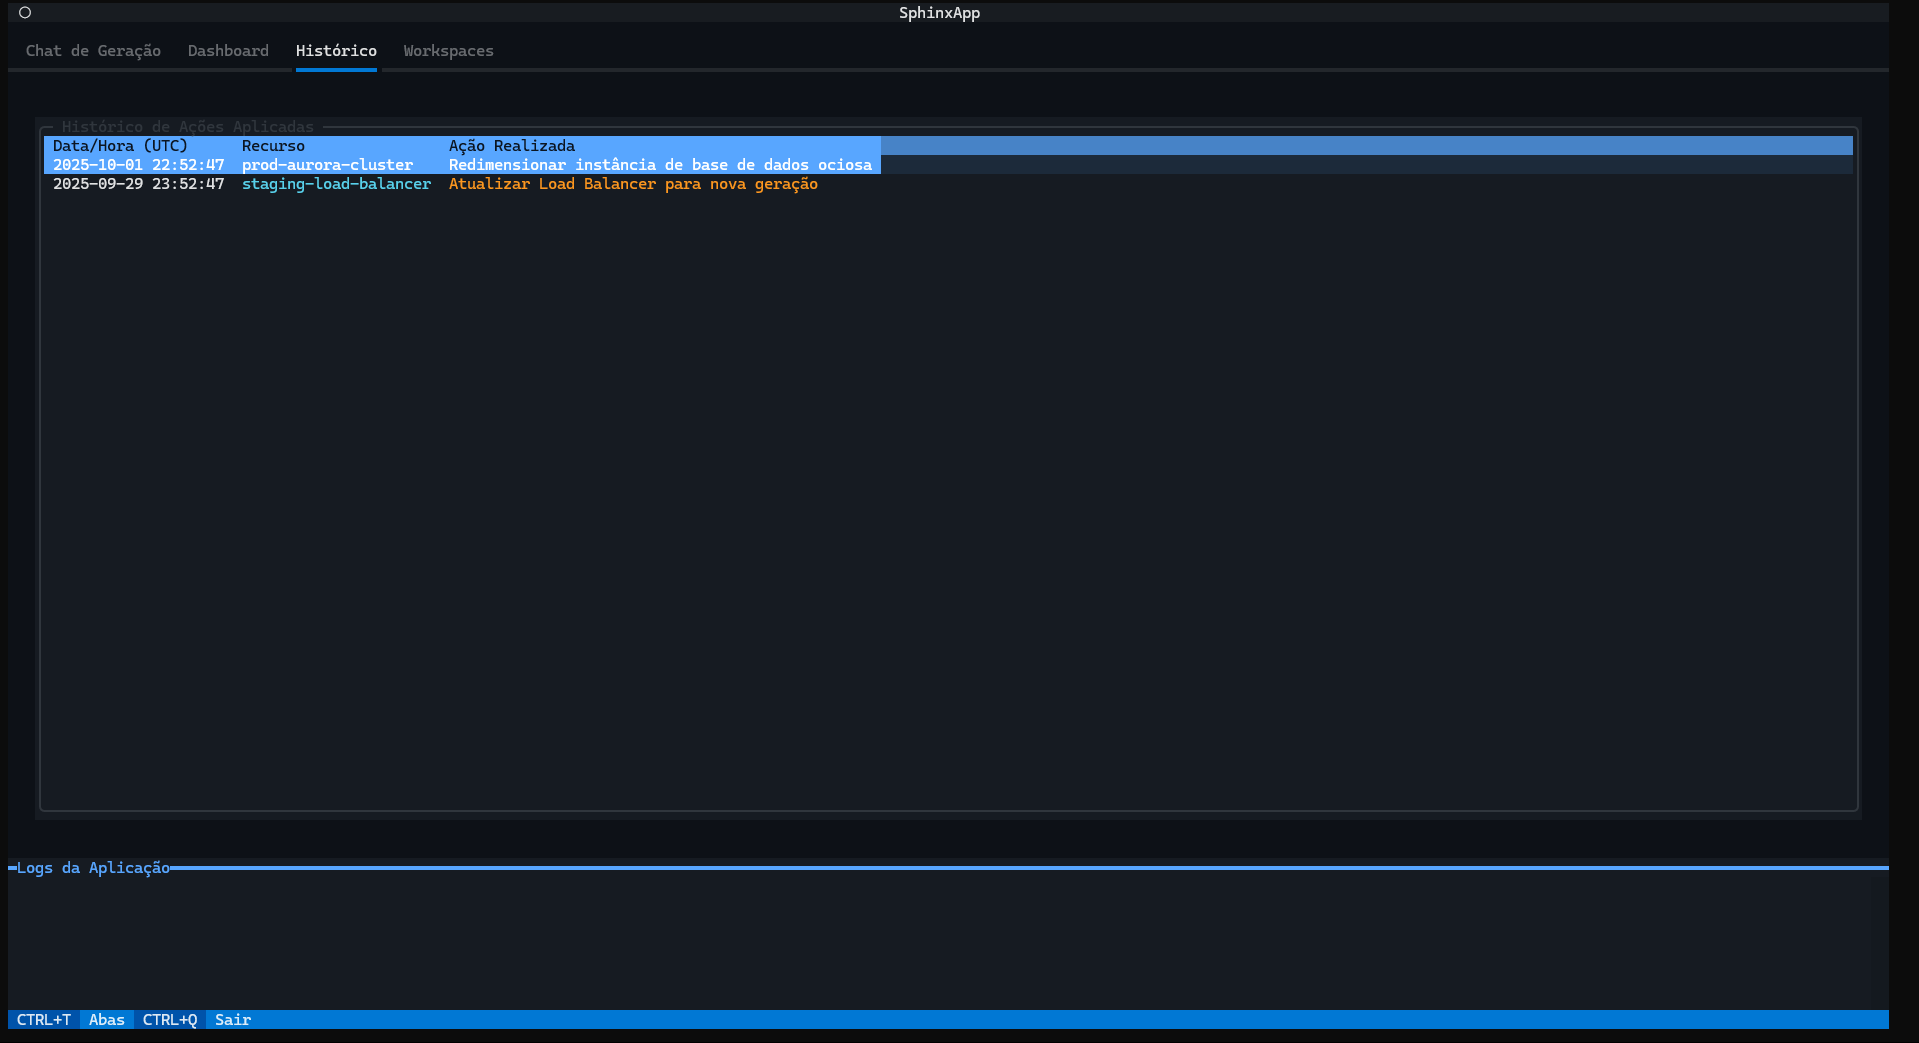 SphinxApp
Chat de Geração Dashboard Histórico Workspaces
Histórico de Ações Aplicadas
Data/Hora (UTC) Recurso Ação Realizada
2025-10-01 22:52:47 prod-aurora-cluster Redimensionar instância de base de dados ociosa
2025-09-29 23:52:47 staging-load-balancer Atualizar Load Balancer para nova geração
Logs da Aplicação
CTRL+T Abas CTRL+Q Sair